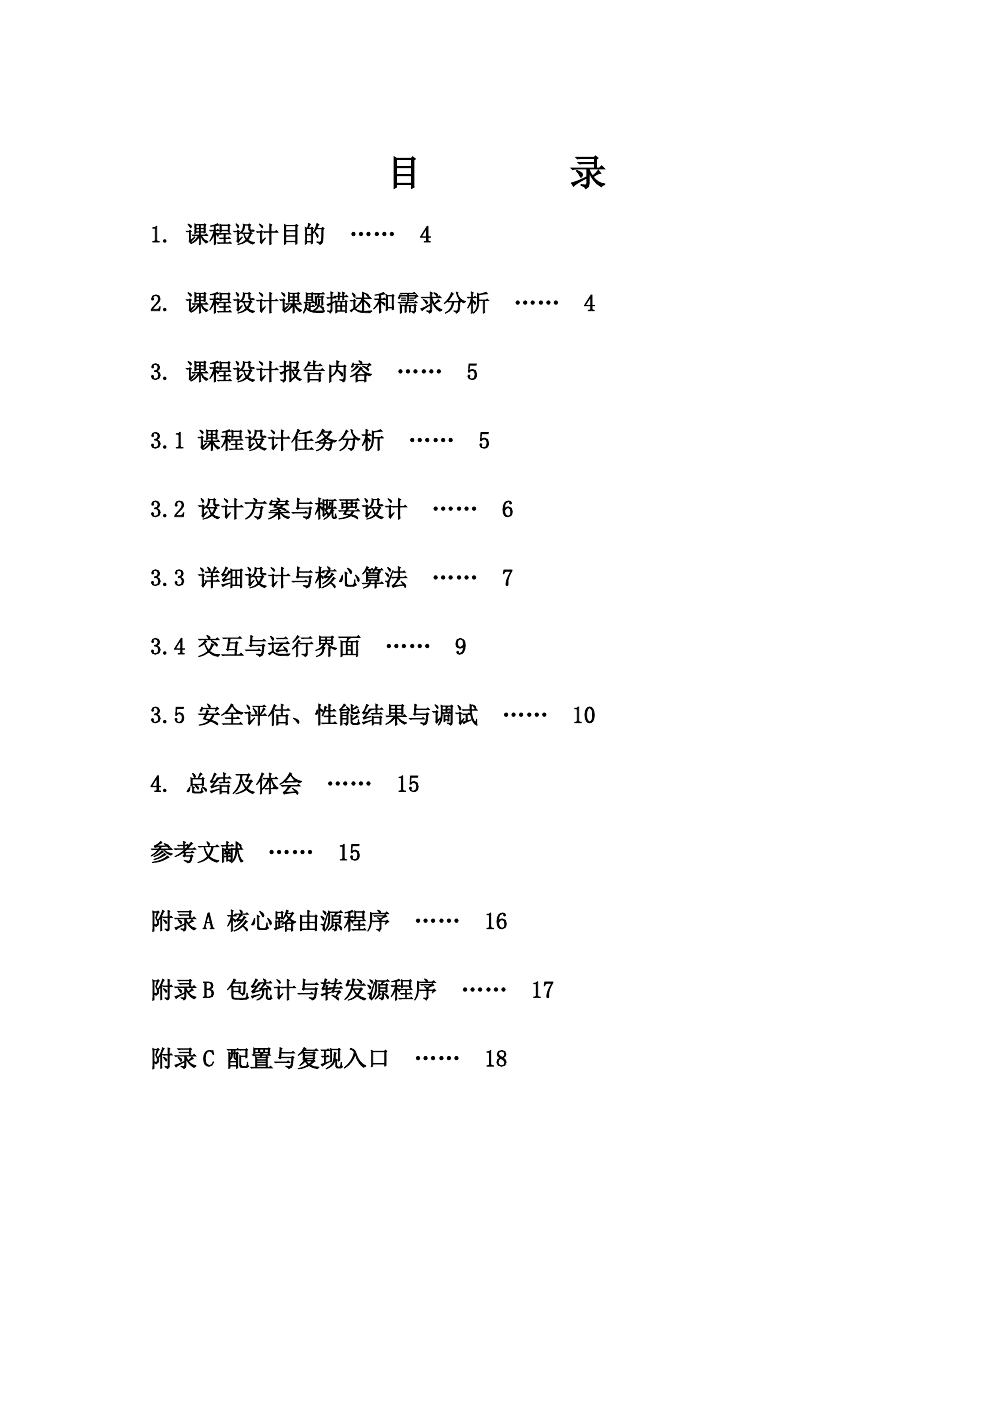 目 录
1. 课程设计目的 …… 4
2. 课程设计课题描述和需求分析 …… 4
3. 课程设计报告内容 …… 5
3.1 课程设计任务分析 …… 5
3.2 设计方案与概要设计 …… 6
3.3 详细设计与核心算法 …… 7
3.4 交互与运行界面 …… 9
3.5 安全评估、性能结果与调试 …… 10
4. 总结及体会 …… 15
参考文献 …… 15
附录 A 核心路由源程序 …… 16
附录 B 包统计与转发源程序 …… 17
附录 C 配置与复现入口 …… 18